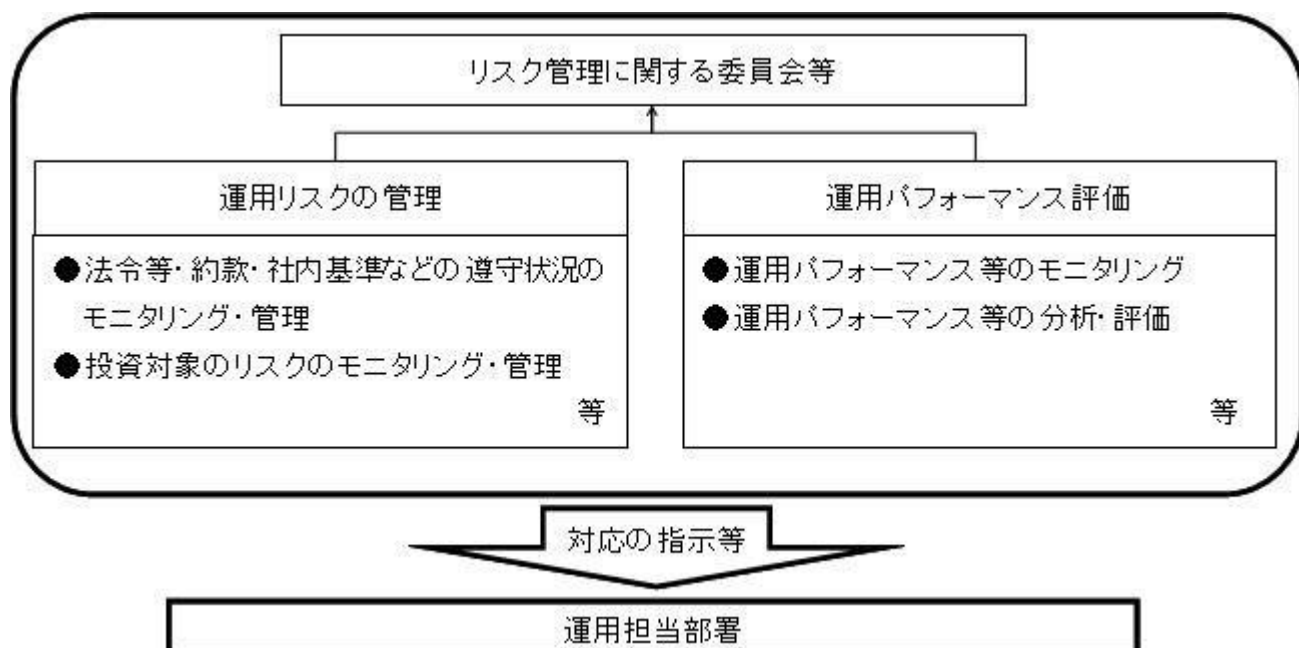 リスク管理に関する委員会等
運用リスクの管理
●法令等・約款・社内基準などの遵守状況の
モニタリング・管理
●投資対象のリスクのモニタリング・管理
等
運用パフォーマンス評価
●運用パフォーマンス等のモニタリング
●運用パフォーマンス等の分析・評価
等
対応の指示等
運用担当部署